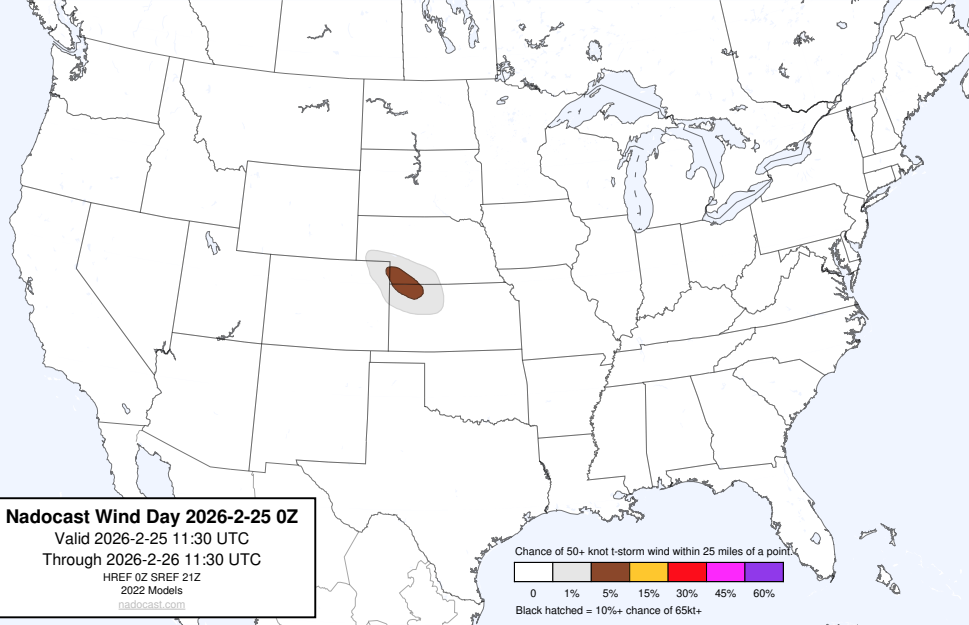 Nadocast Wind Day 2026-2-25 0Z
Valid 2026-2-25 11:30 UTC
Through 2026-2-26 11:30 UTC
HREF 0Z SREF 21Z
2022 Models
nadocast.com
Chance of 50+ knot t-storm wind within 25 miles of a point.
0 1% 5% 15% 30% 45% 60%
Black hatched = 10%+ chance of 65kt+